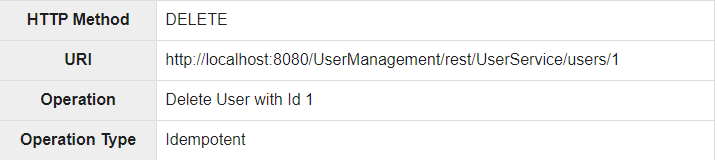 HTTP Method DELETE
URI http://localhost:8080/UserManagement/rest/UserService/users/1
Operation Delete User with Id 1
Operation Type Idempotent